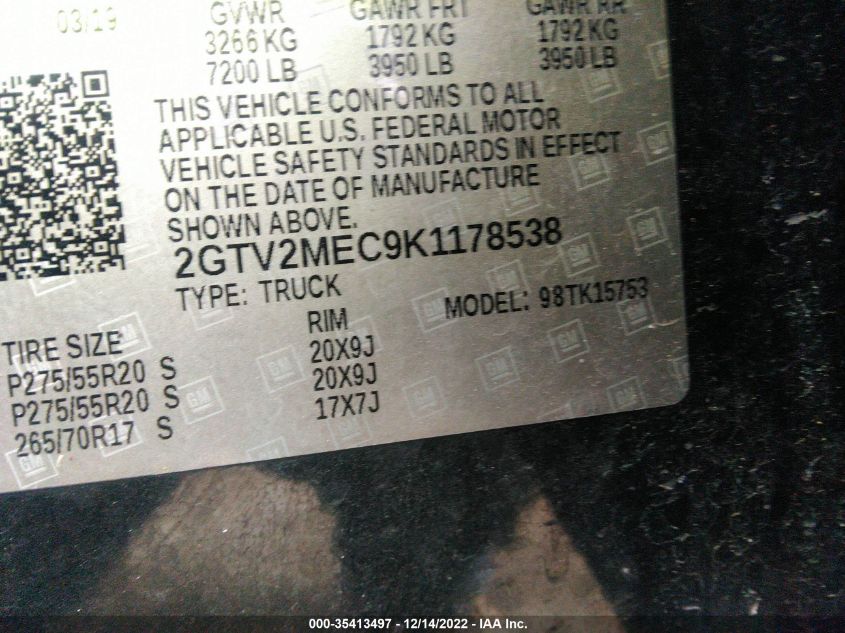 03/19 GVWR GAWR FRT GAWR RR
3266 KG 1792 KG 1792 KG
7200 LB 3950 LB 3950 LB
THIS VEHICLE CONFORMS TO ALL
APPLICABLE U.S. FEDERAL MOTOR
VEHICLE SAFETY STANDARDS IN EFFECT
ON THE DATE OF MANUFACTURE
SHOWN ABOVE.
2GTV2MEC9K1178538
TYPE: TRUCK MODEL: 98TK15753
TIRE SIZE RIM
P275/55R20 S 20X9J
P275/55R20 S 20X9J
265/70R17 S 17X7J
000-35413497 - 12/14/2022 - IAA Inc.